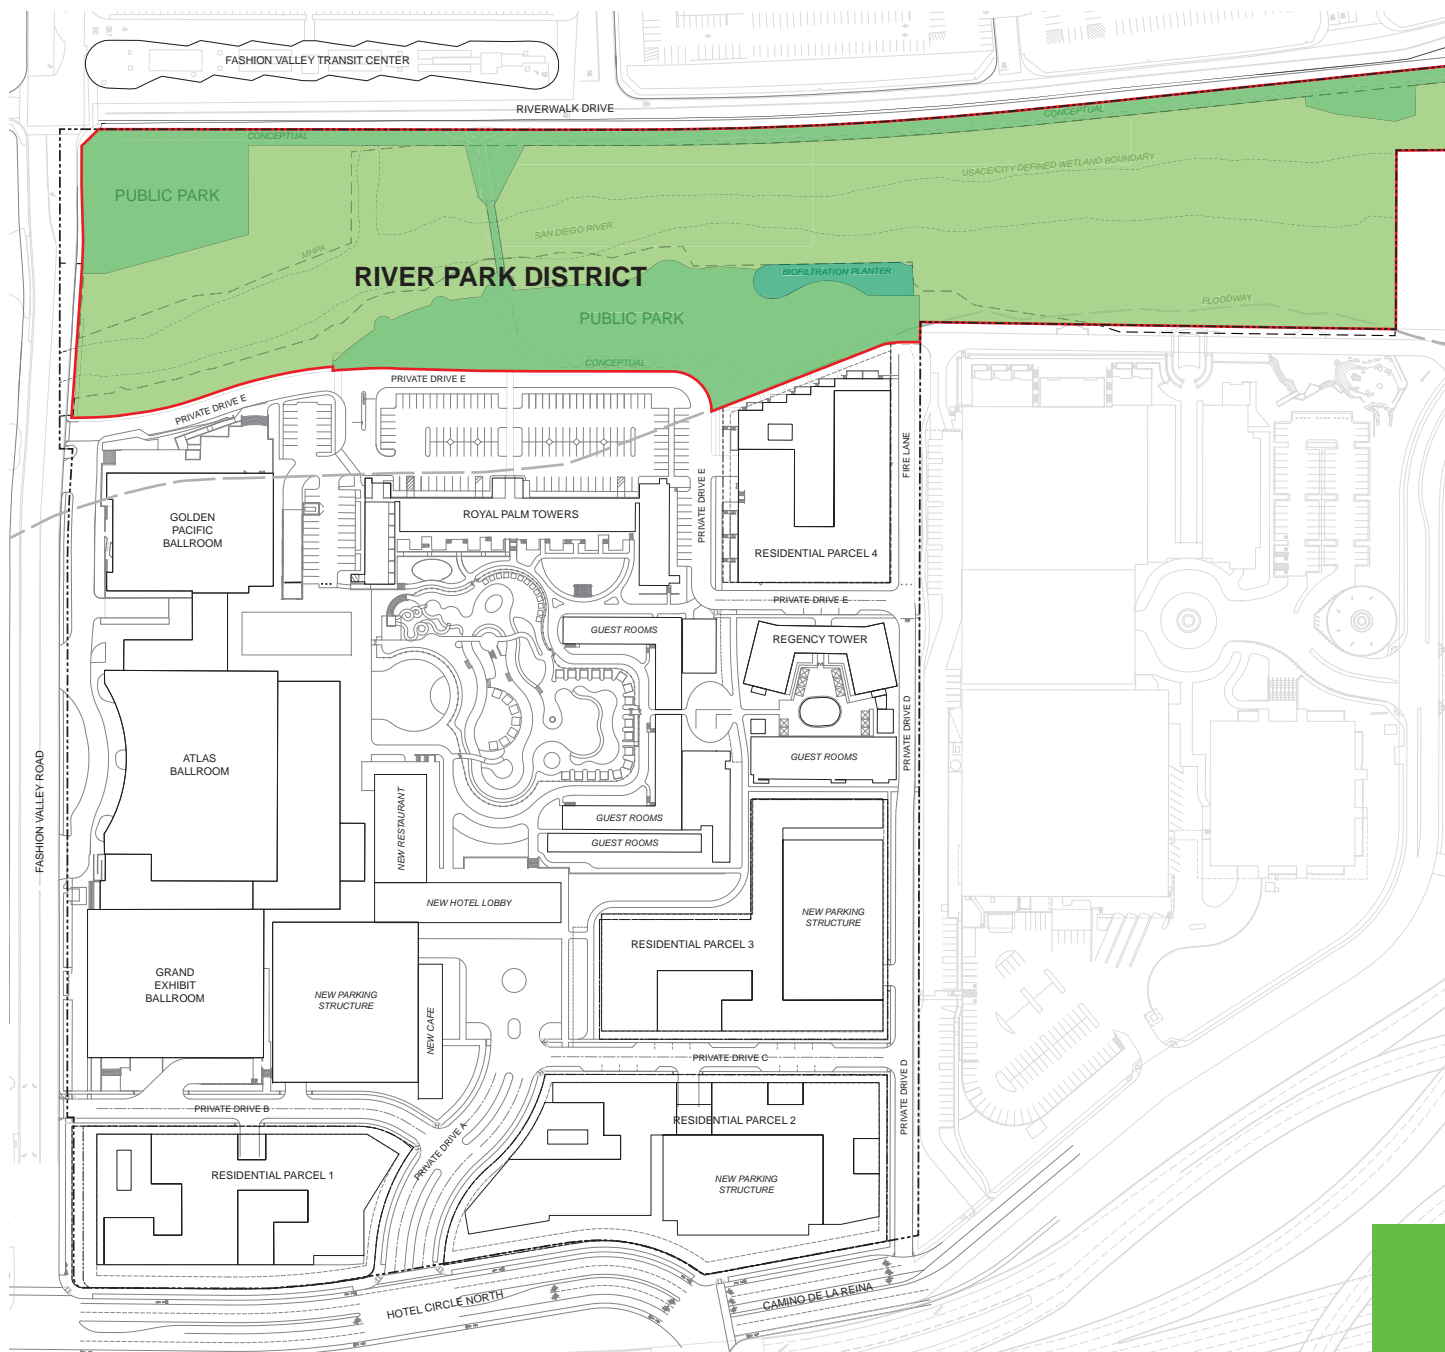 FASHION VALLEY TRANSIT CENTER
RIVERWALK DRIVE
CONCEPTUAL
CONCEPTUAL
PUBLIC PARK
USACE/CITY DEFINED WETLAND BOUNDARY
SAN DIEGO RIVER
MHPA
RIVER PARK DISTRICT
BIOFILTRATION PLANTER
FLOODWAY
PUBLIC PARK
CONCEPTUAL
PRIVATE DRIVE E
PRIVATE DRIVE E
FIRE LANE
PRIVATE DRIVE E
GOLDEN
PACIFIC
BALLROOM
ROYAL PALM TOWERS
RESIDENTIAL PARCEL 4
PRIVATE DRIVE E
GUEST ROOMS
REGENCY TOWER
PRIVATE DRIVE D
FASHION VALLEY ROAD
ATLAS
BALLROOM
GUEST ROOMS
NEW RESTAURANT
GUEST ROOMS
GUEST ROOMS
NEW HOTEL LOBBY
NEW PARKING
STRUCTURE
RESIDENTIAL PARCEL 3
GRAND
EXHIBIT
BALLROOM
NEW PARKING
STRUCTURE
NEW CAFE
PRIVATE DRIVE C
PRIVATE DRIVE D
PRIVATE DRIVE B
PRIVATE DRIVE A
RESIDENTIAL PARCEL 2
RESIDENTIAL PARCEL 1
NEW PARKING
STRUCTURE
HOTEL CIRCLE NORTH
CAMINO DE LA REINA